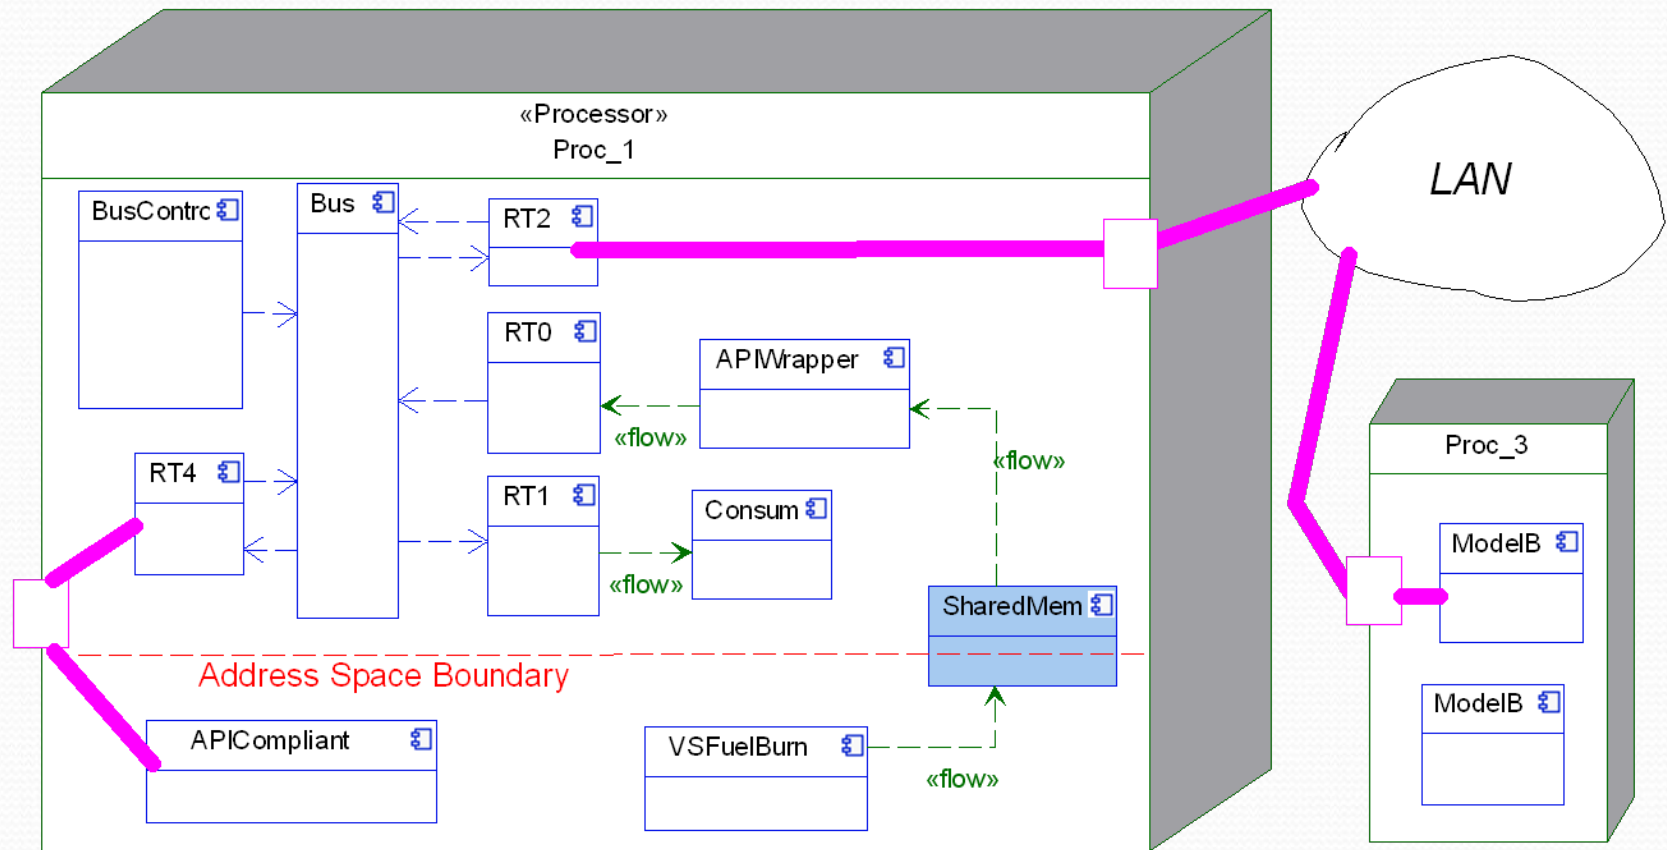 «Processor»
Proc_1
BusContrc
Bus
RT2
LAN
RT0
APIWrapper
«flow»
«flow»
Proc_3
RT4
RT1
Consum
ModelB
«flow»
SharedMem
Address Space Boundary
ModelB
APICompliant
VSFuelBurn
«flow»